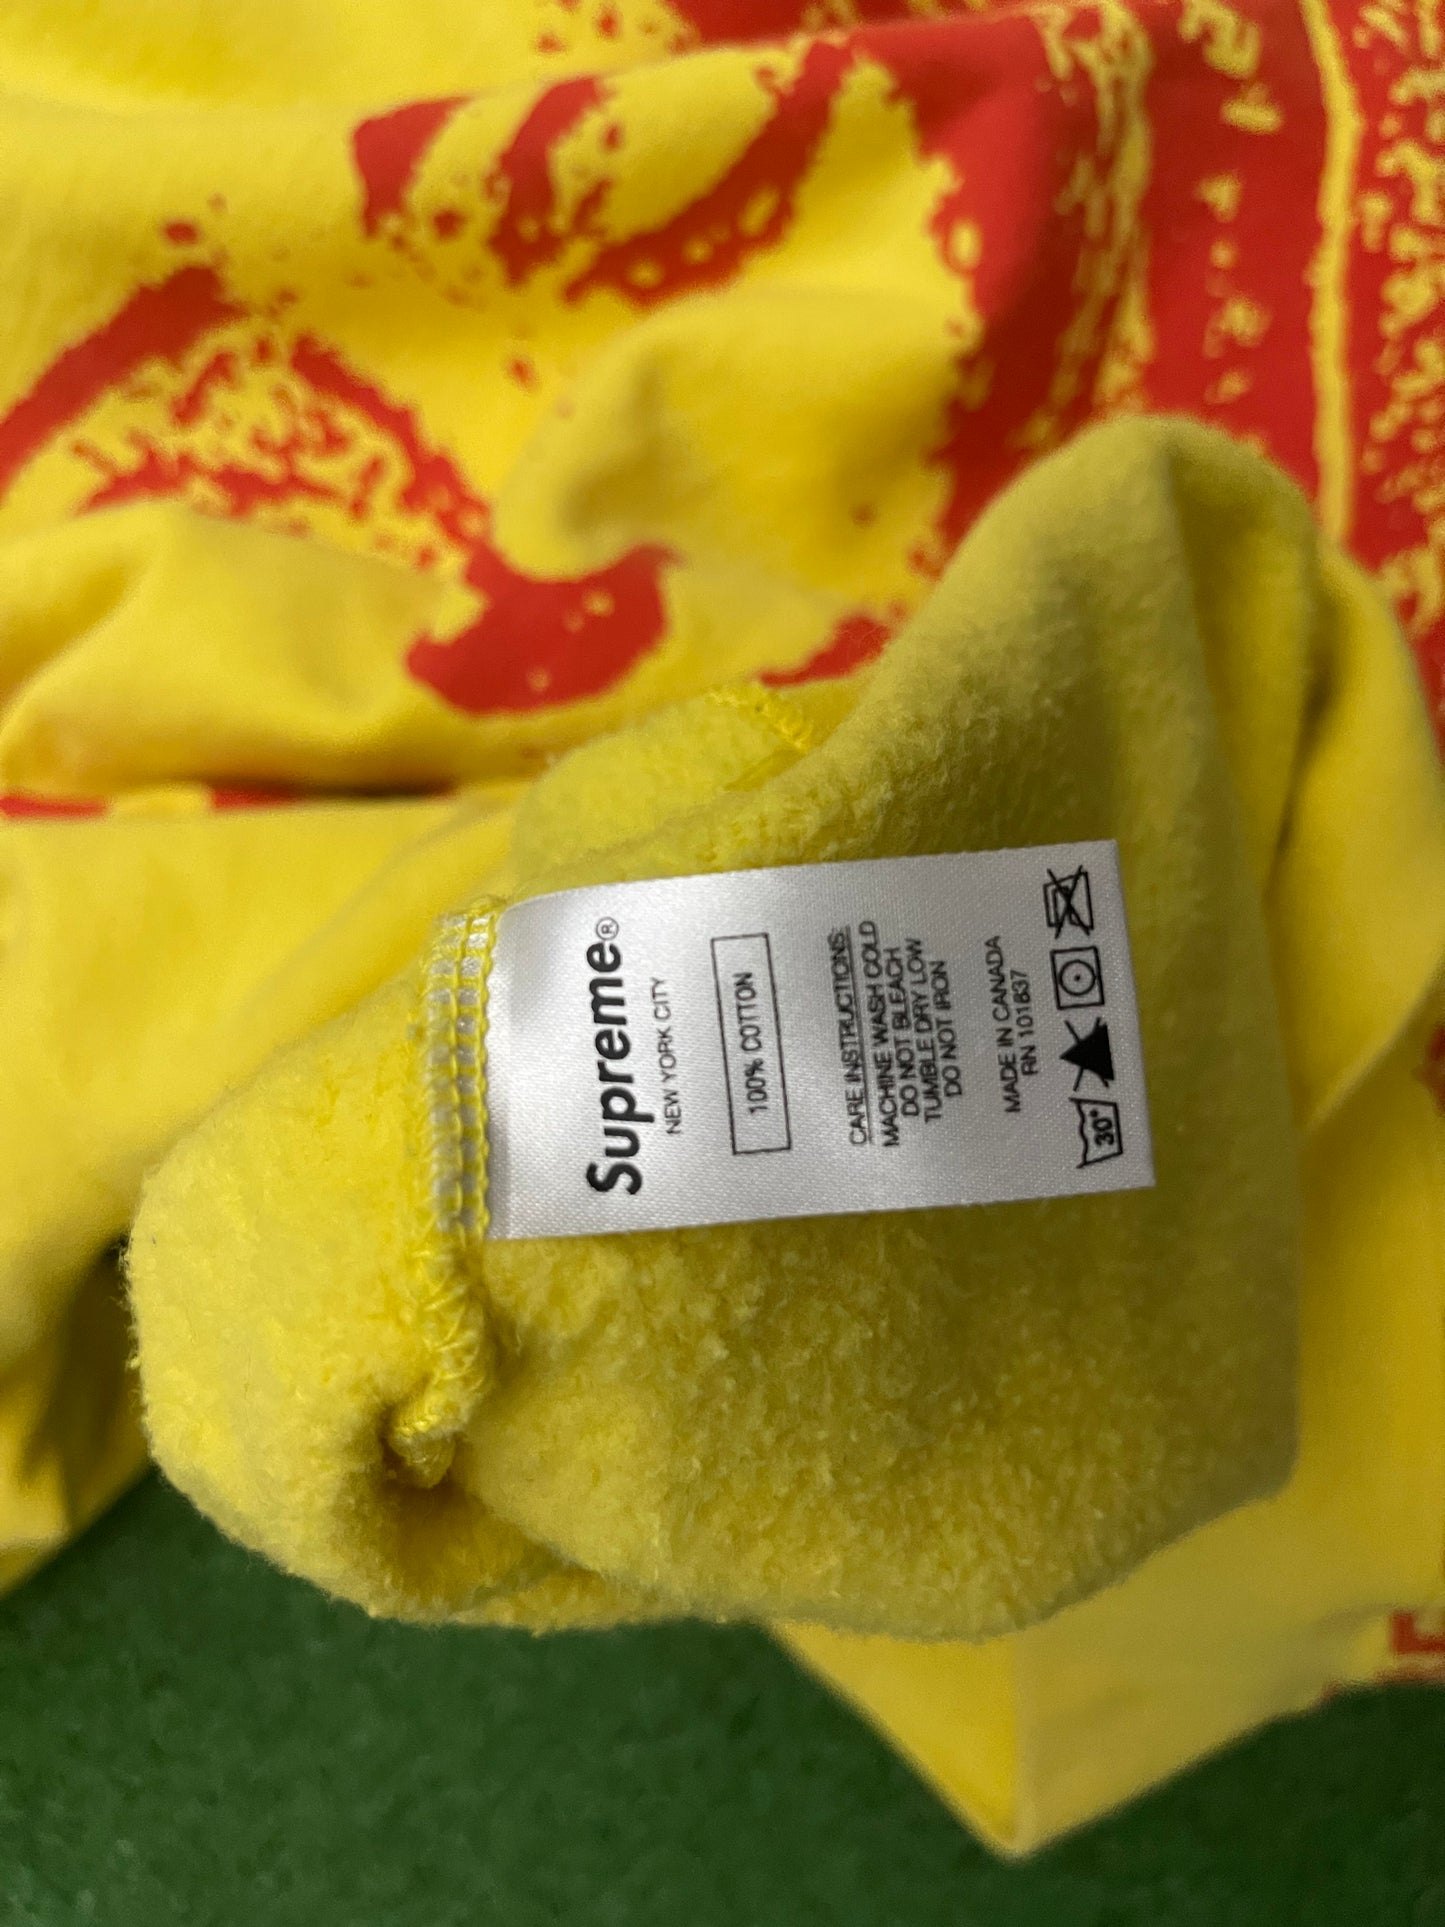 Supreme®
NEW YORK CITY
100% COTTON
CARE INSTRUCTIONS:
MACHINE WASH COLD
DO NOT BLEACH
TUMBLE DRY LOW
DO NOT IRON
MADE IN CANADA
RN 101837
30°